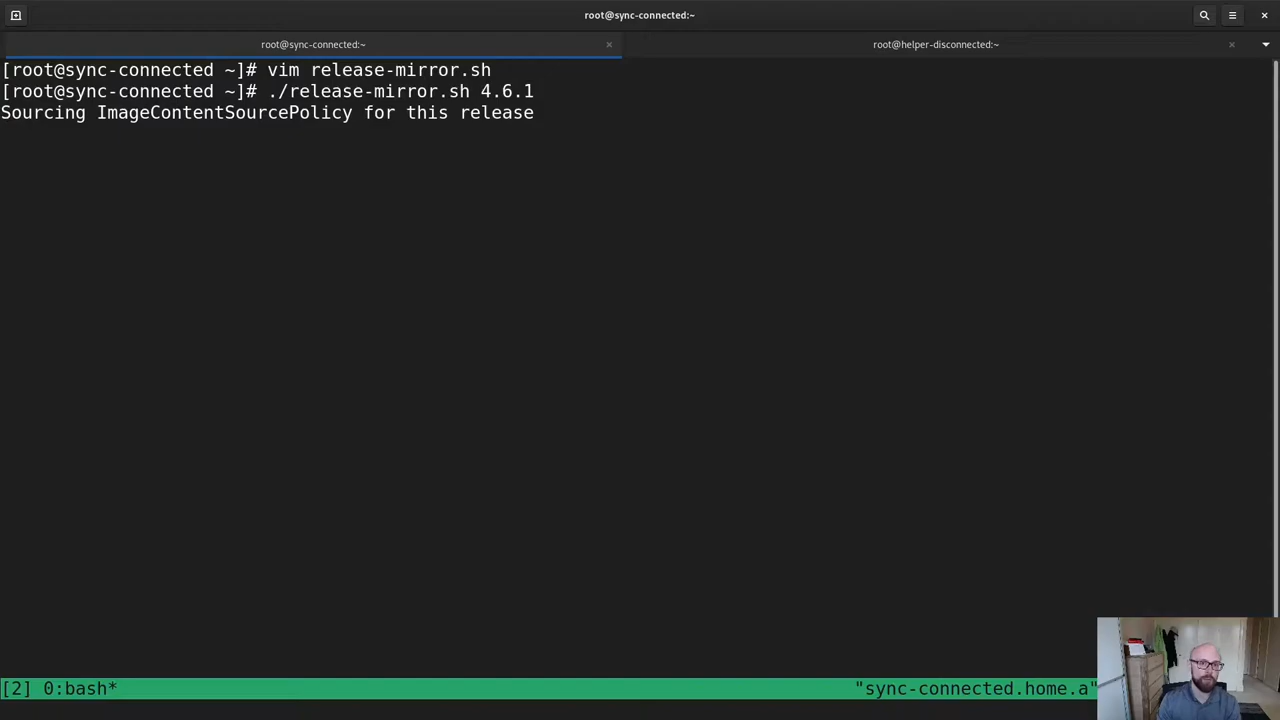 root@sync-connected:~
root@sync-connected:~
root@helper-disconnected:~
[root@sync-connected ~]# vim release-mirror.sh
[root@sync-connected ~]# ./release-mirror.sh 4.6.1
Sourcing ImageContentSourcePolicy for this release
[2] 0:bash*
"sync-connected.home.a"